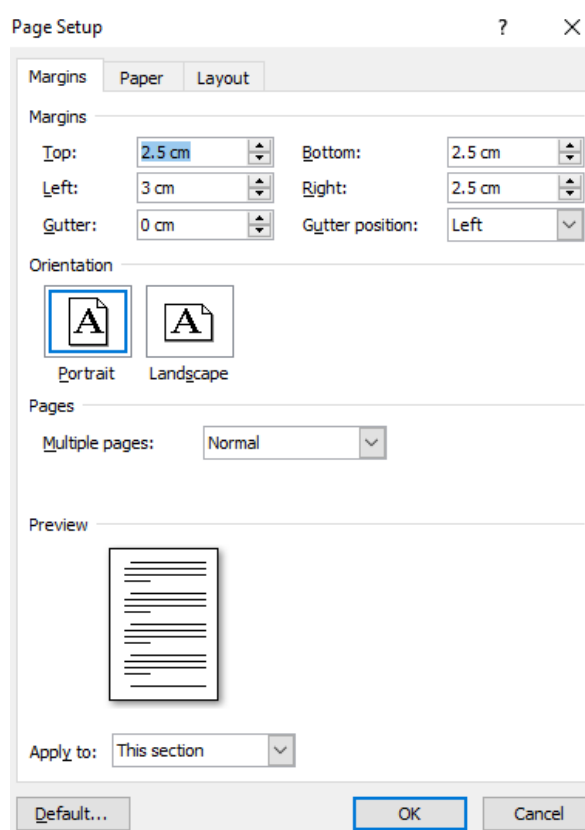 Page Setup ?
Margins Paper Layout
Margins
Top: 2.5 cm Bottom: 2.5 cm
Left: 3 cm Right: 2.5 cm
Gutter: 0 cm Gutter position: Left
Orientation
A A
Portrait Landscape
Pages
Multiple pages: Normal
Preview
Apply to: This section
Default... OK Cancel